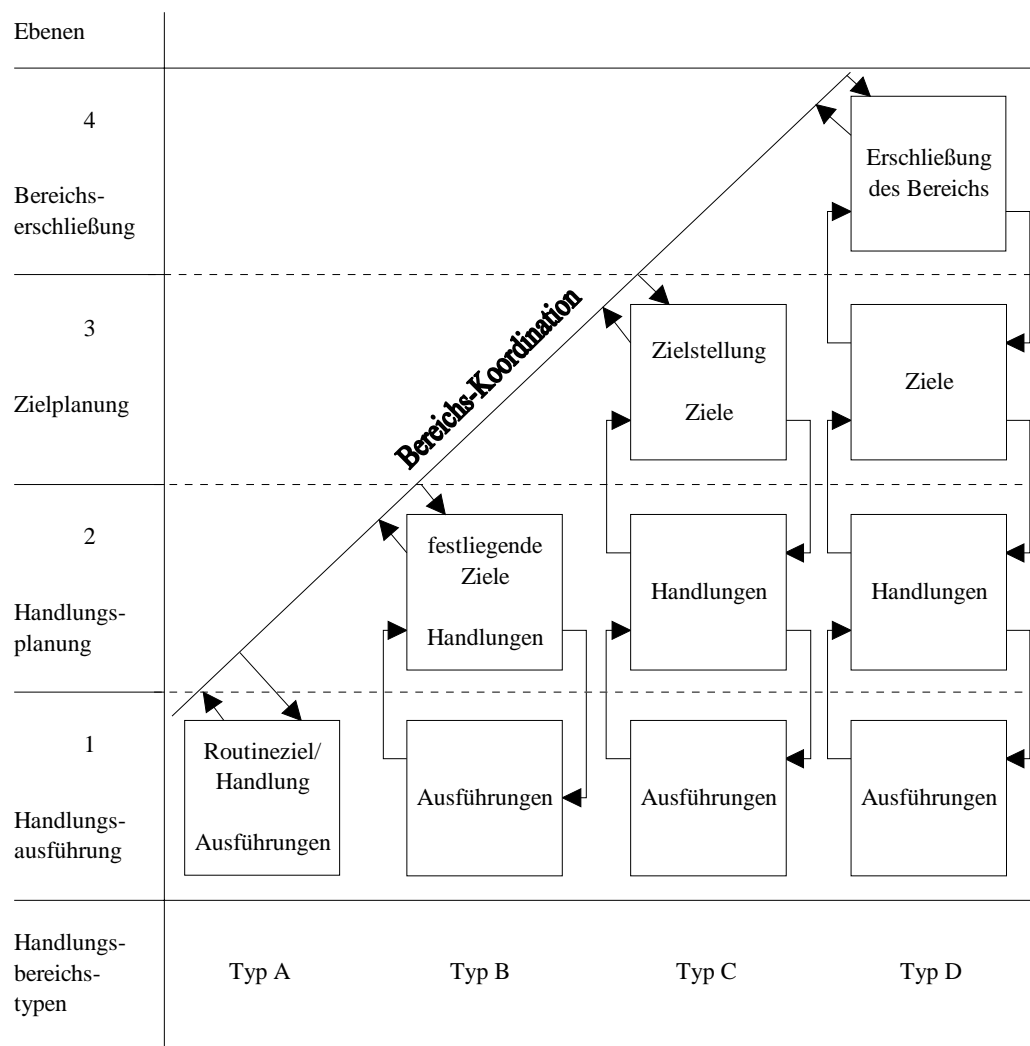 Ebenen
4
Bereichs-
erschließung
Erschließung
des Bereichs
3
Zielplanung
Bereichs-Koordination
Zielstellung
Ziele
Ziele
2
Handlungs-
planung
festliegende
Ziele
Handlungen
Handlungen
Handlungen
1
Handlungs-
ausführung
Routineziel/
Handlung
Ausführungen
Ausführungen
Ausführungen
Ausführungen
Handlungs-
bereichs-
typen
Typ A
Typ B
Typ C
Typ D